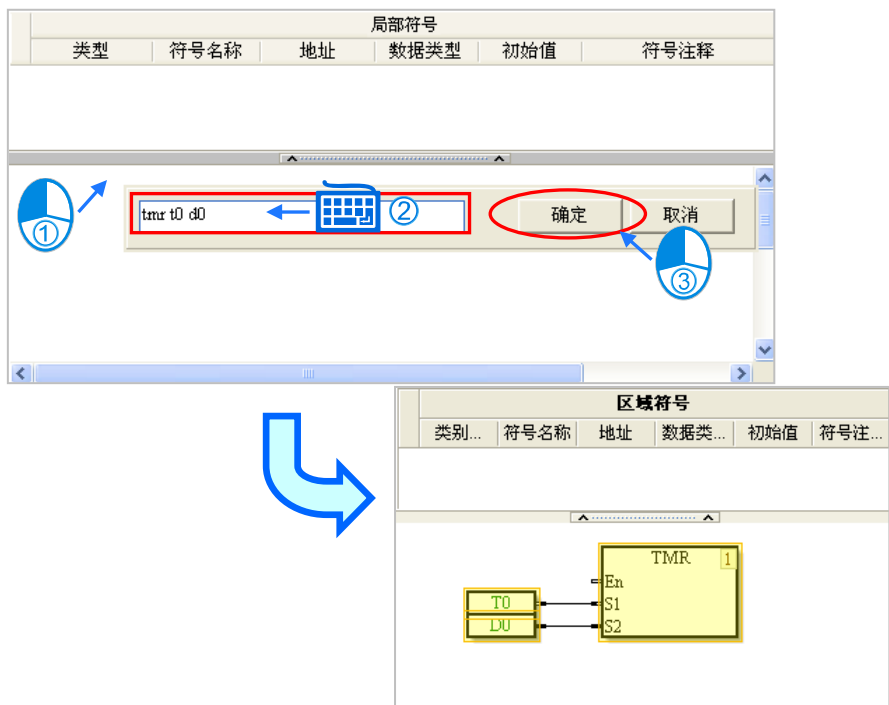 局部符号
类型 符号名称 地址 数据类型 初始值 符号注释
①
tmr t0 d0 ② 确定 取消
③
区域符号
类别... 符号名称 地址 数据类... 初始值 符号注...
TMR 1
En
T0 S1
D0 S2